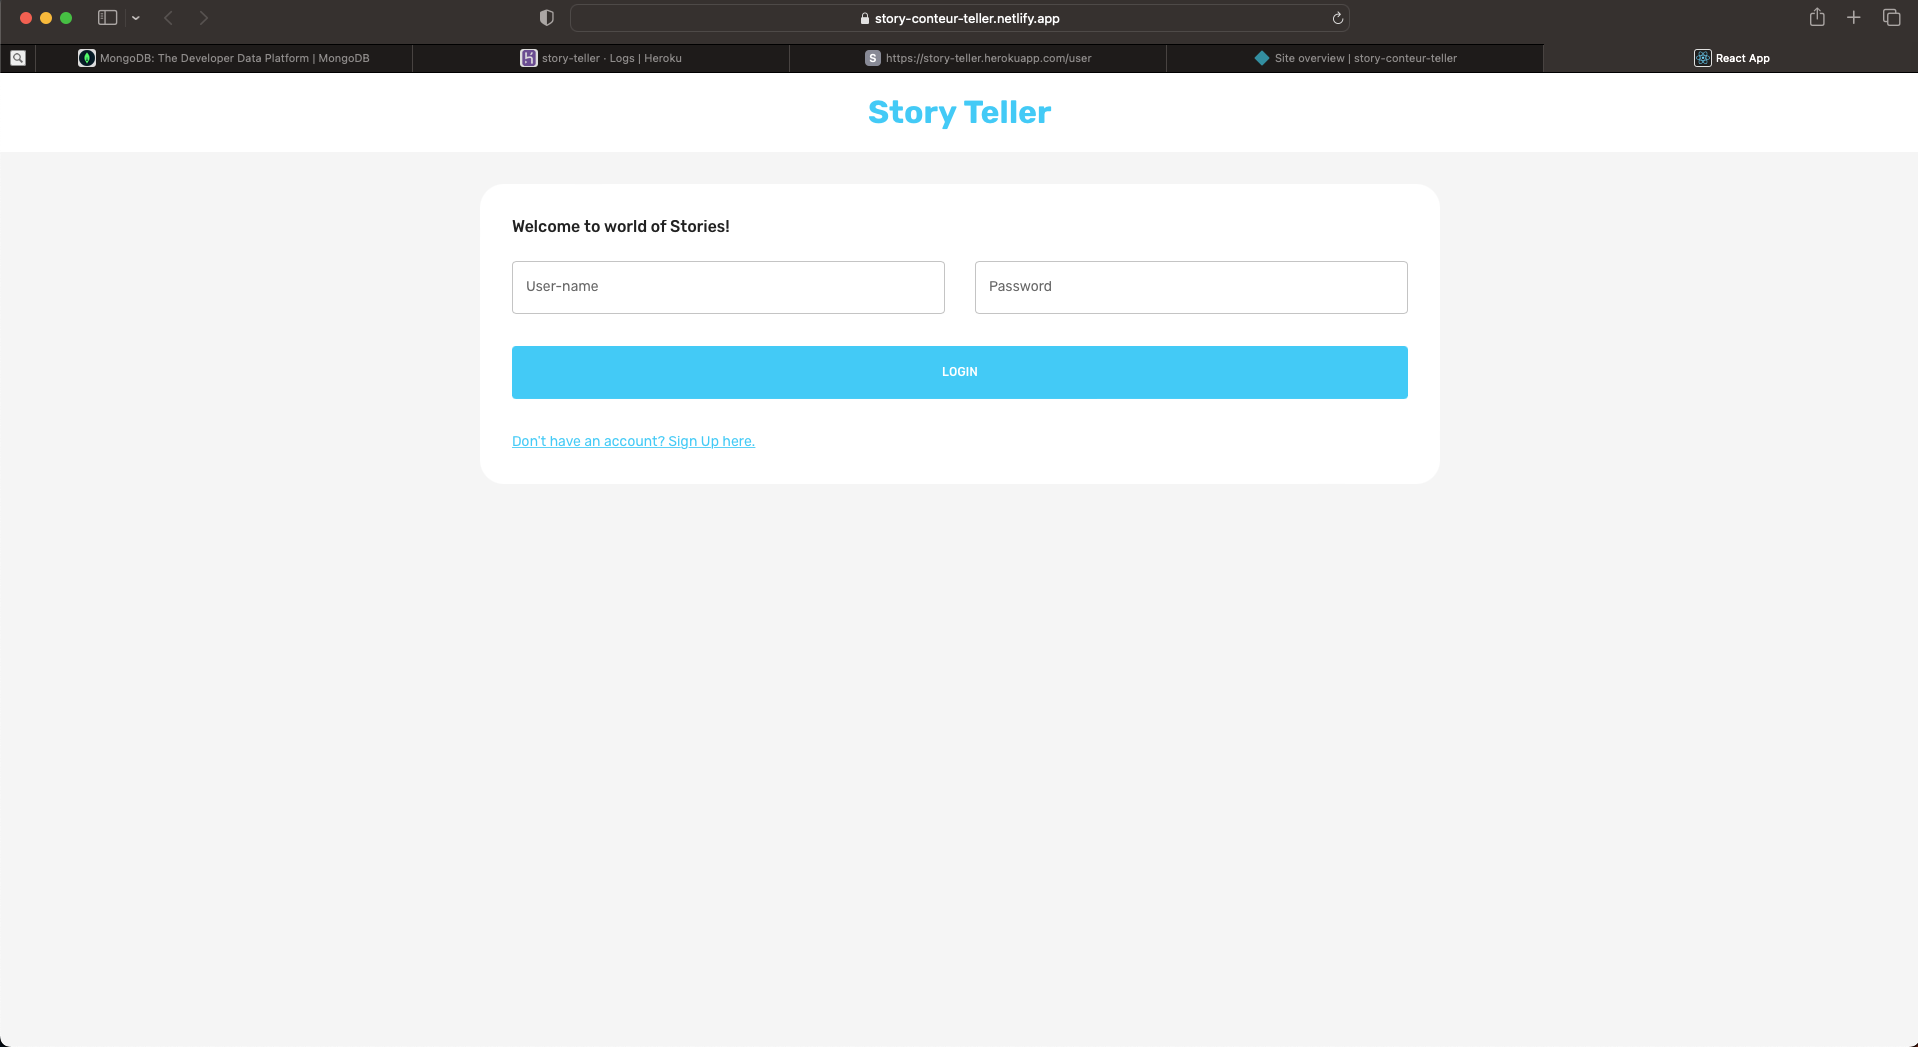 story-conteur-teller.netlify.app
MongoDB: The Developer Data Platform | MongoDB
story-teller · Logs | Heroku
S https://story-teller.herokuapp.com/user
Site overview | story-conteur-teller
React App
Story Teller
Welcome to world of Stories!
User-name
Password
LOGIN
Don't have an account? Sign Up here.